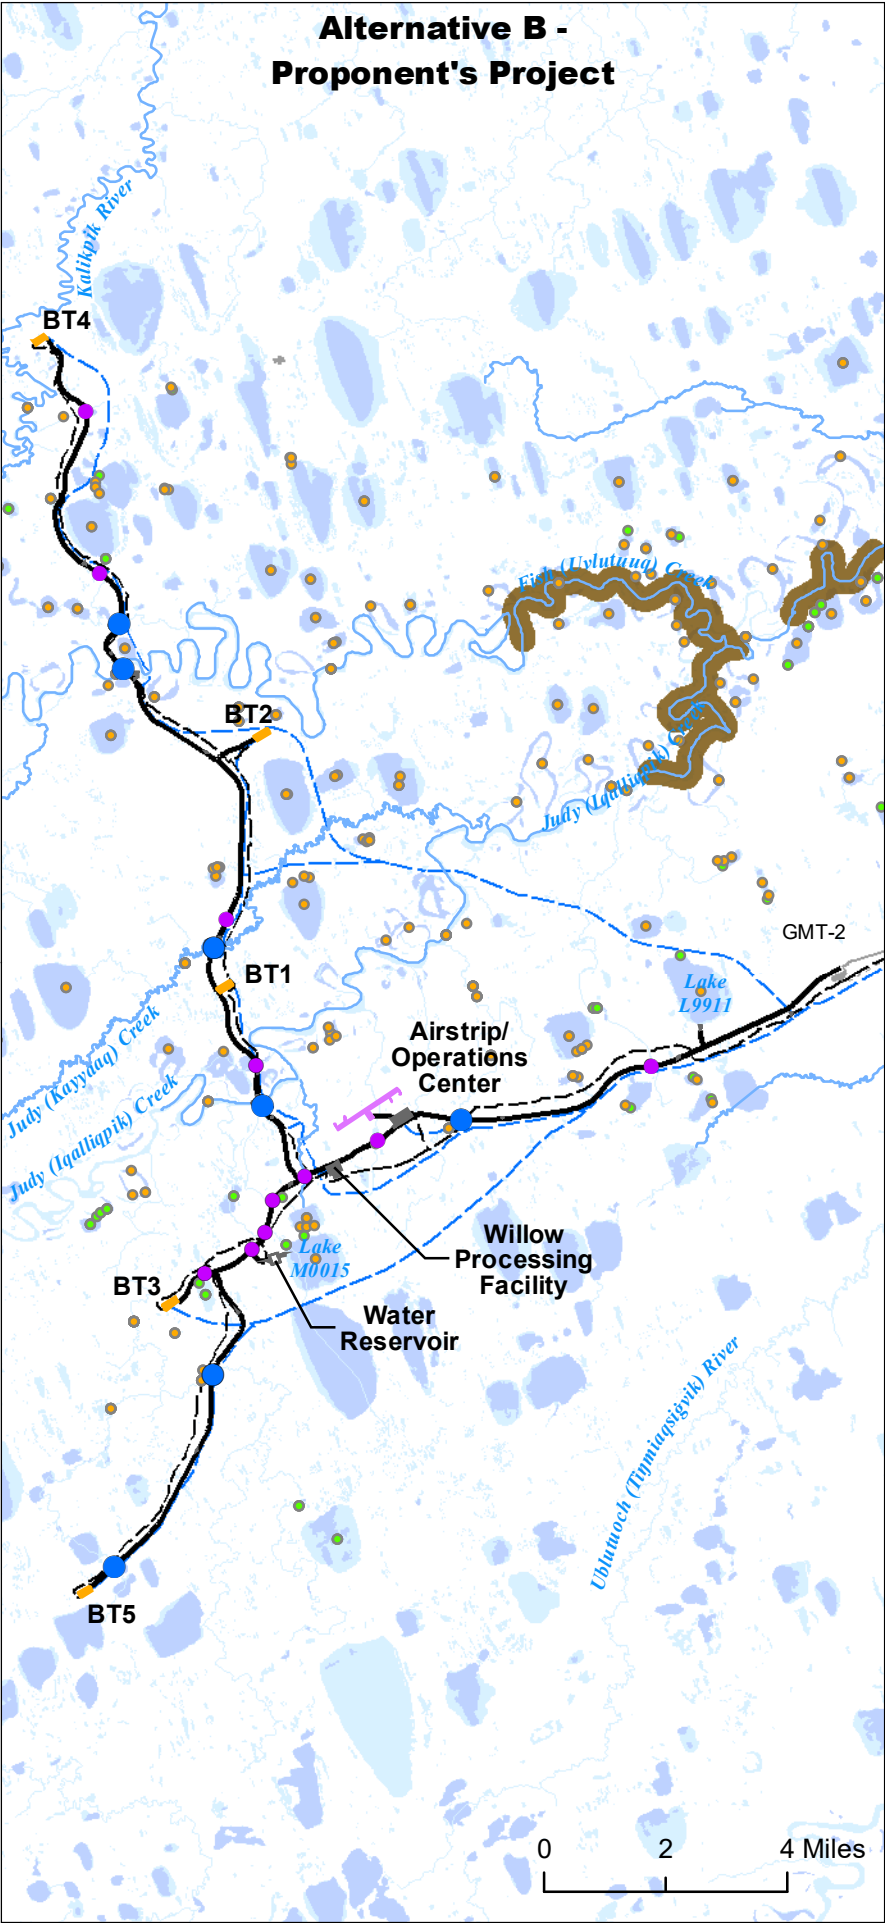 Alternative B -
Proponent's Project
Kalikpik River
BT4
Fish (Uvlutuuq) Creek
BT2
Judy (Iqalliqpik) Creek
GMT-2
BT1
Lake
L9911
Airstrip/
Operations
Center
Judy (Kayyaaq) Creek
Judy (Iqalliqpik) Creek
Willow
Processing
Facility
Lake
M0015
BT3
Water
Reservoir
Ublutuoch (Tiŋmiaqsiġvik) River
BT5
0 2 4 Miles